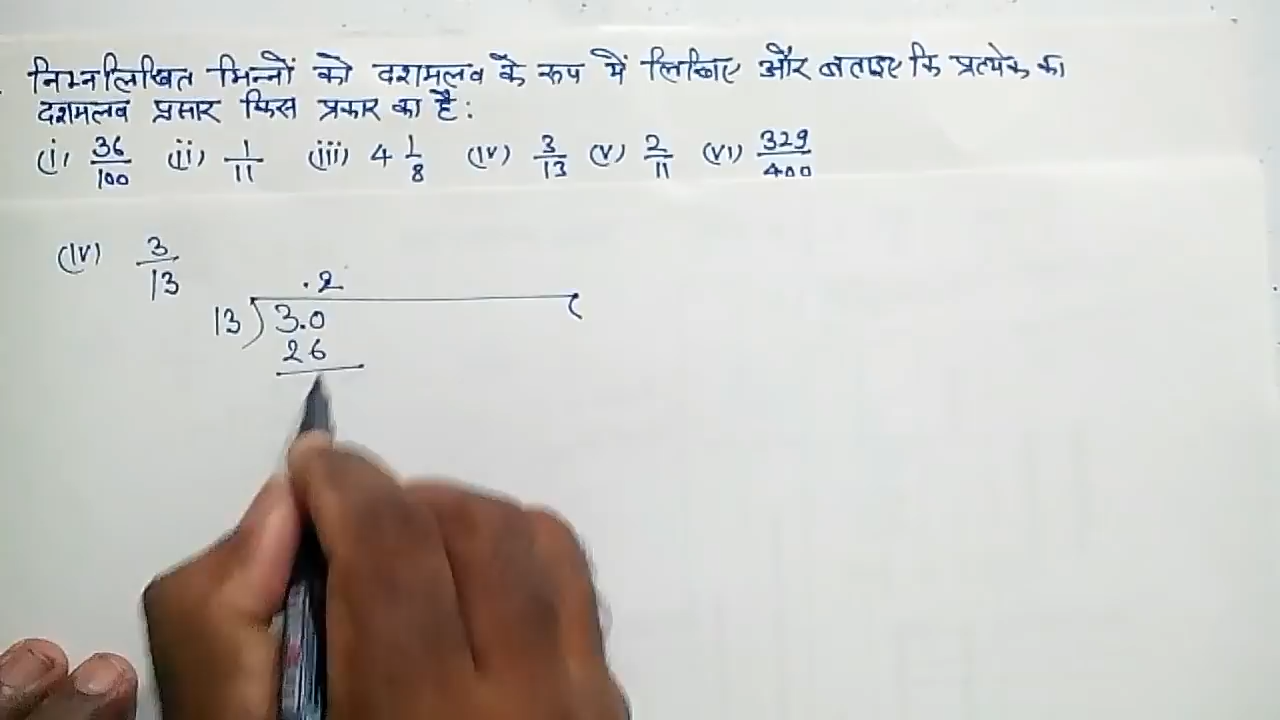 निम्नलिखित भिन्नों को दशमलव के रूप में लिखिए और बताइए कि प्रत्येक का
दशमलव प्रसार किस प्रकार का है:
(i) 36/100 (ii) 1/11 (iii) 4 1/8 (iv) 3/13 (v) 2/11 (vi) 329/400
(iv) 3/13
.2
13 ) 3.0 (
26